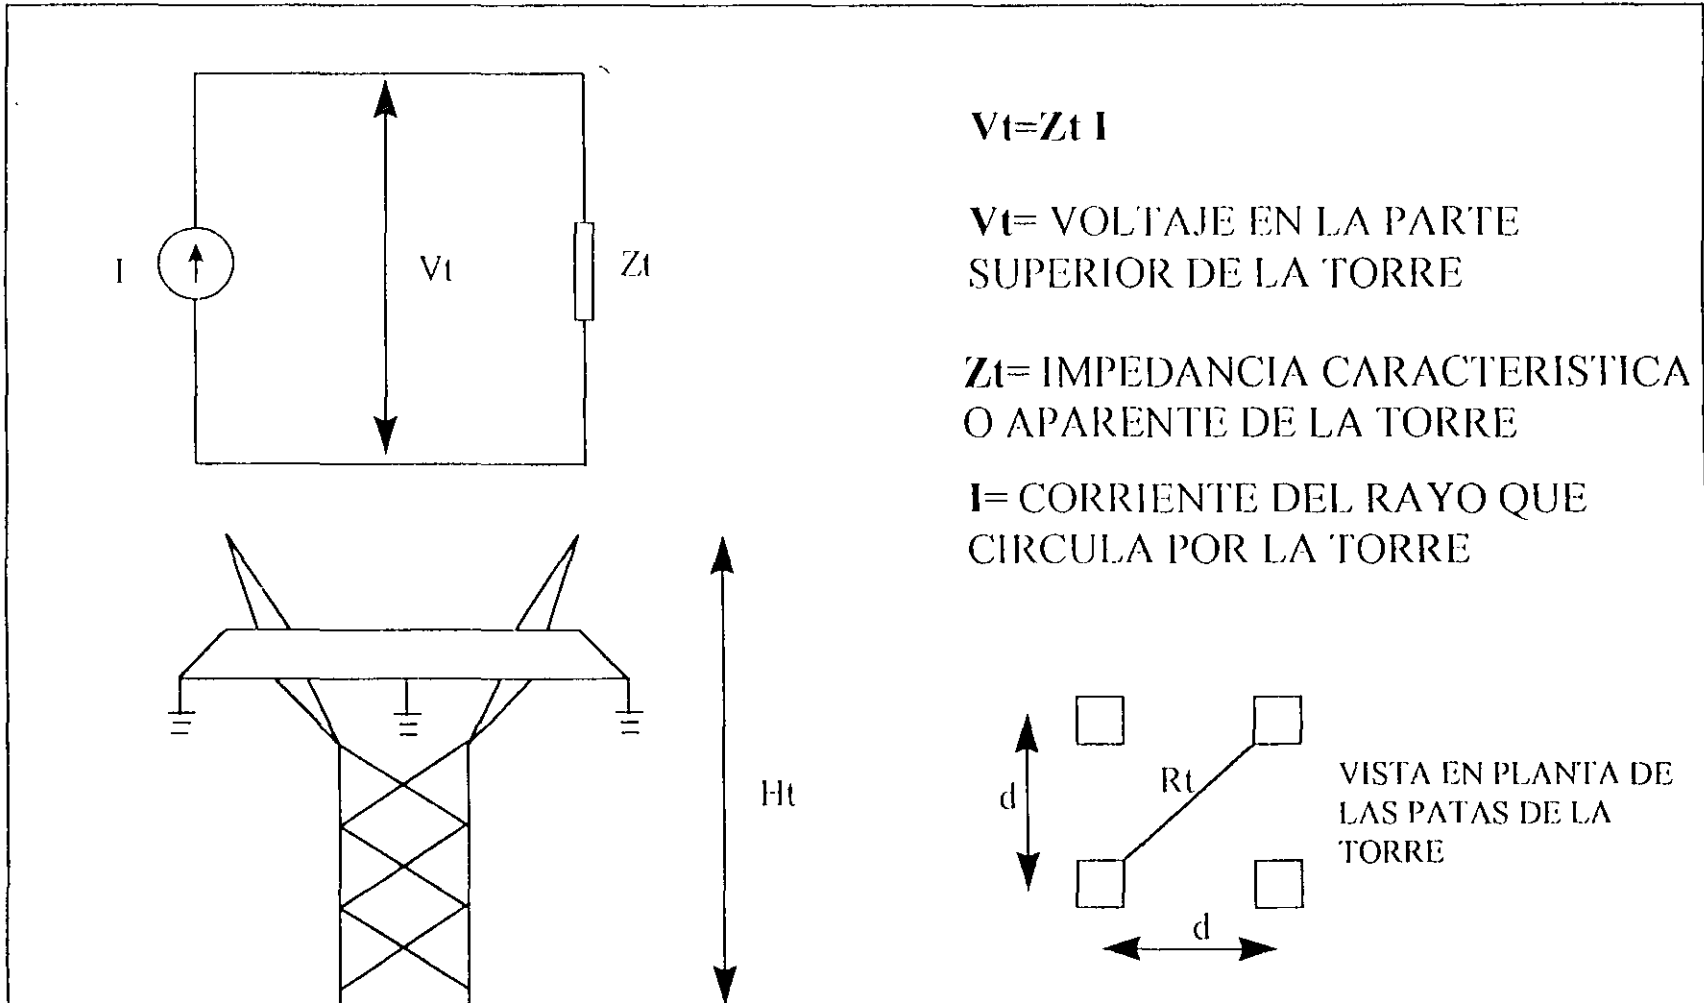 I
Vt
Zt
Vt=Zt I
Vt= VOLTAJE EN LA PARTE
SUPERIOR DE LA TORRE
Zt= IMPEDANCIA CARACTERISTICA
O APARENTE DE LA TORRE
I= CORRIENTE DEL RAYO QUE
CIRCULA POR LA TORRE
Ht
d
Rt
d
VISTA EN PLANTA DE
LAS PATAS DE LA
TORRE